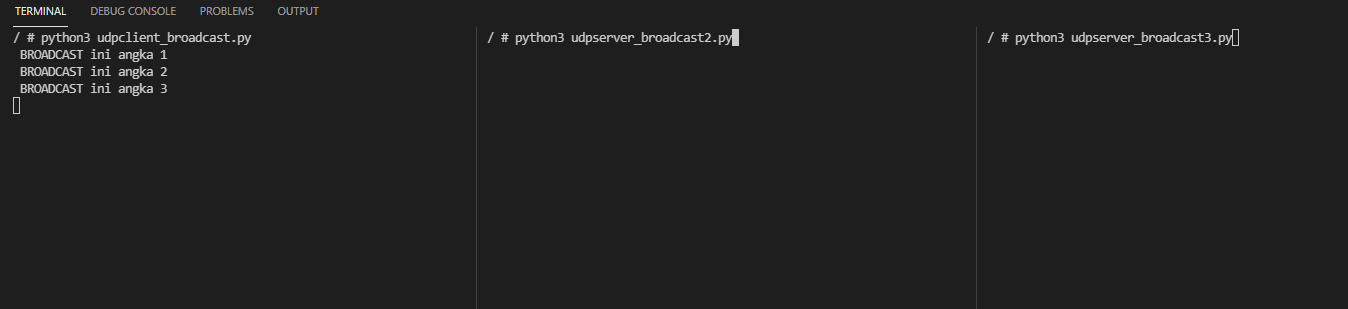 TERMINAL DEBUG CONSOLE PROBLEMS OUTPUT
/ # python3 udpclient_broadcast.py
BROADCAST ini angka 1
BROADCAST ini angka 2
BROADCAST ini angka 3
/ # python3 udpserver_broadcast2.py
/ # python3 udpserver_broadcast3.py